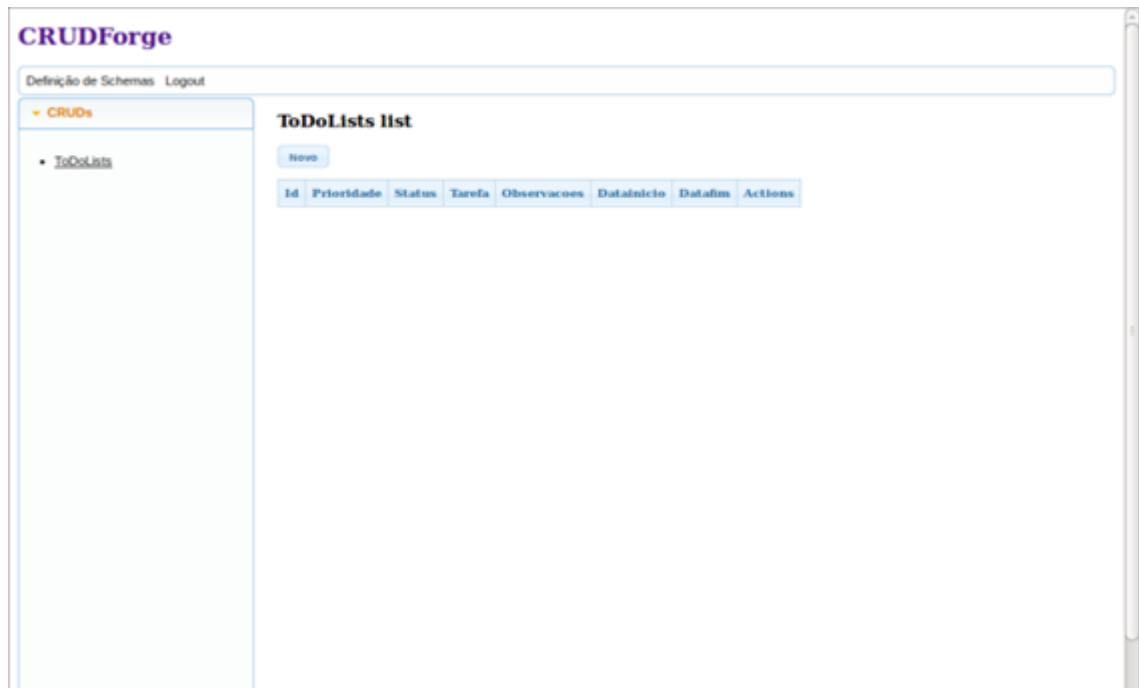 CRUDForge
Definição de Schemas Logout
CRUDs
ToDoLists
ToDoLists list
Novo
Id Prioridade Status Tarefa Observacoes Datainicio Datafim Actions